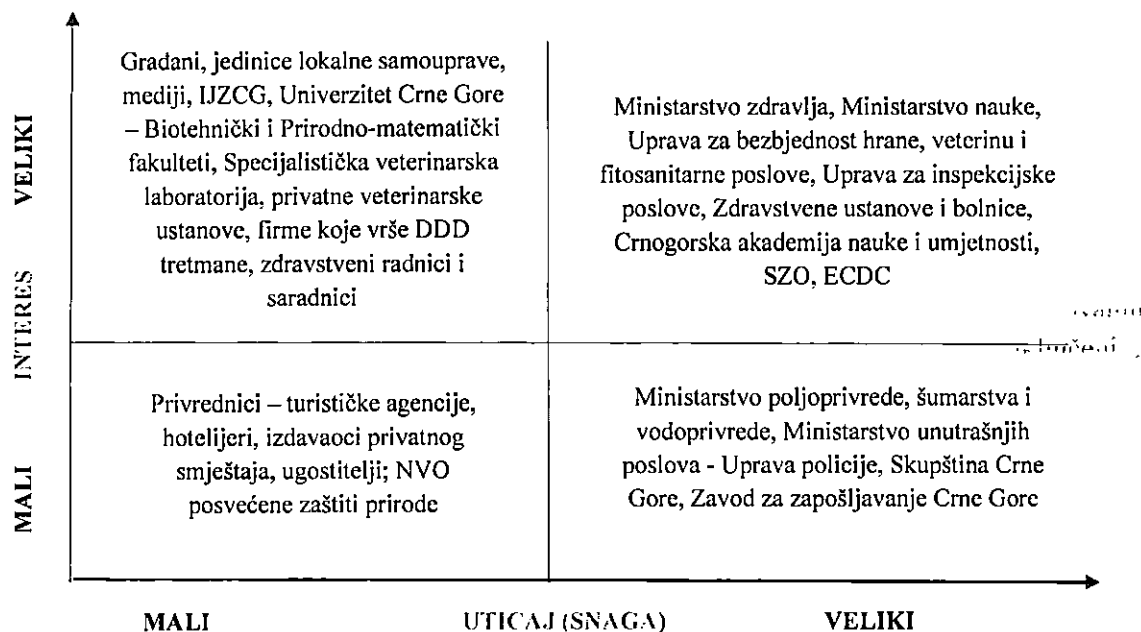 Građani, jedinice lokalne samouprave,
mediji, IJZCG, Univerzitet Crne Gore
– Biotehnički i Prirodno-matematički
fakulteti, Specijalistička veterinarska
laboratorija, privatne veterinarske
ustanove, firme koje vrše DDD
tretmane, zdravstveni radnici i
saradnici
Ministarstvo zdravlja, Ministarstvo nauke,
Uprava za bezbjednost hrane, veterinu i
fitosanitarne poslove, Uprava za inspekcijske
poslove, Zdravstvene ustanove i bolnice,
Crnogorska akademija nauke i umjetnosti,
SZO, ECDC
VELIKI
INTERES
MALI
Privrednici – turističke agencije,
hotelijeri, izdavaoci privatnog
smještaja, ugostitelji; NVO
posvećene zaštiti prirode
Ministarstvo poljoprivrede, šumarstva i
vodoprivrede, Ministarstvo unutrašnjih
poslova - Uprava policije, Skupština Crne
Gore, Zavod za zapošljavanje Crne Gore
MALI
UTICAJ (SNAGA)
VELIKI